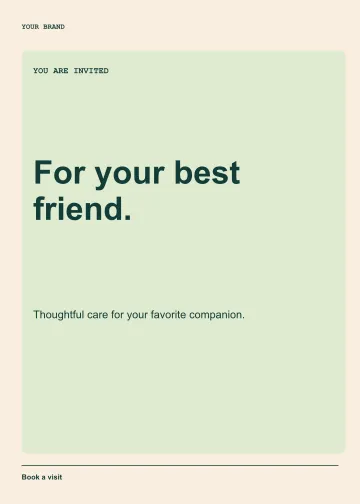 YOUR BRAND
YOU ARE INVITED
For your best
friend.
Thoughtful care for your favorite companion.
Book a visit